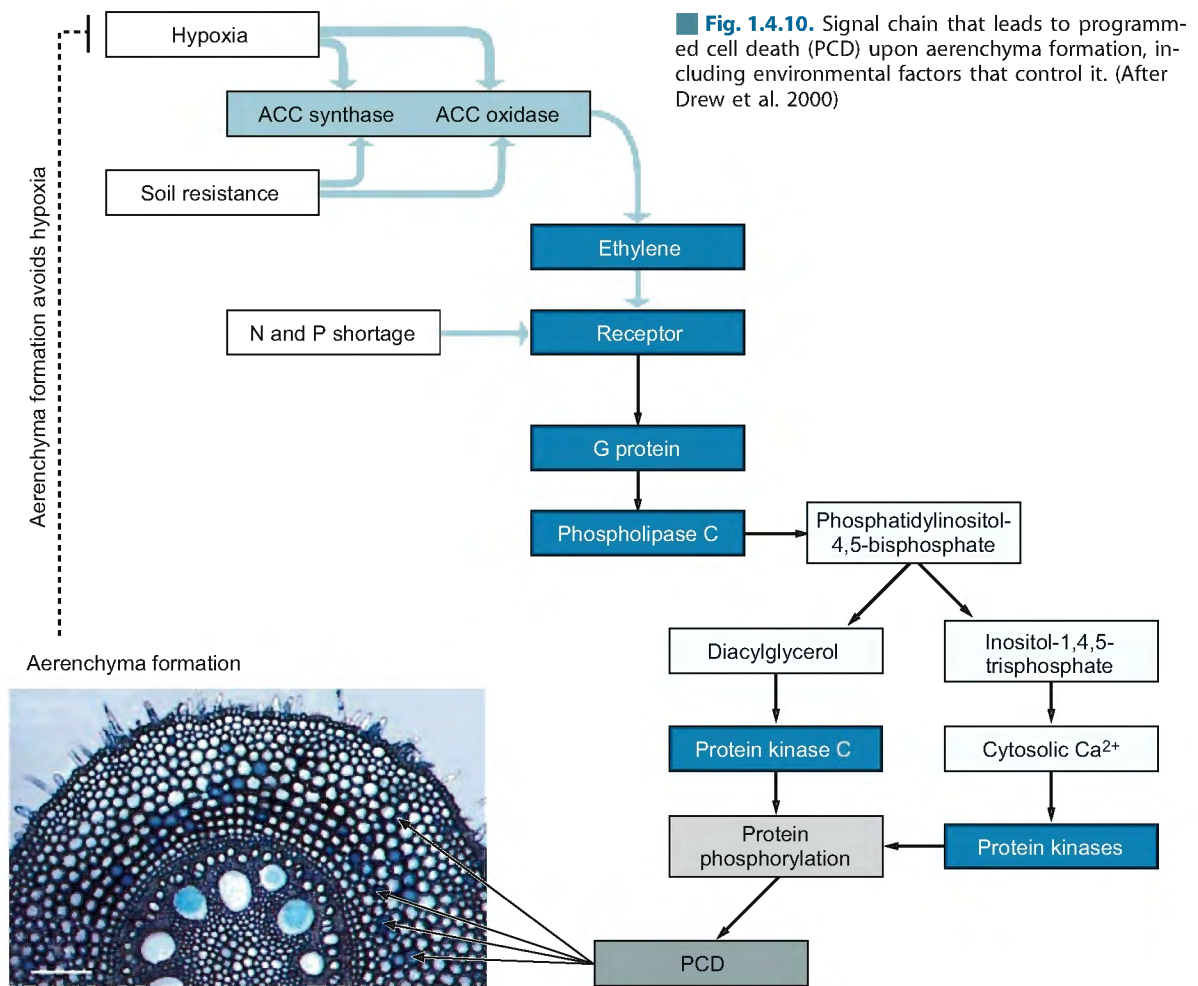 Fig. 1.4.10. Signal chain that leads to programm-
ed cell death (PCD) upon aerenchyma formation, in-
cluding environmental factors that control it. (After
Drew et al. 2000)
Hypoxia
ACC synthase ACC oxidase
Soil resistance
Ethylene
N and P shortage
Receptor
G protein
Phospholipase C
Phosphatidylinositol-
4,5-bisphosphate
Diacylglycerol
Inositol-1,4,5-
trisphosphate
Protein kinase C
Cytosolic Ca²⁺
Protein
phosphorylation
Protein kinases
PCD
Aerenchyma formation avoids hypoxia
Aerenchyma formation